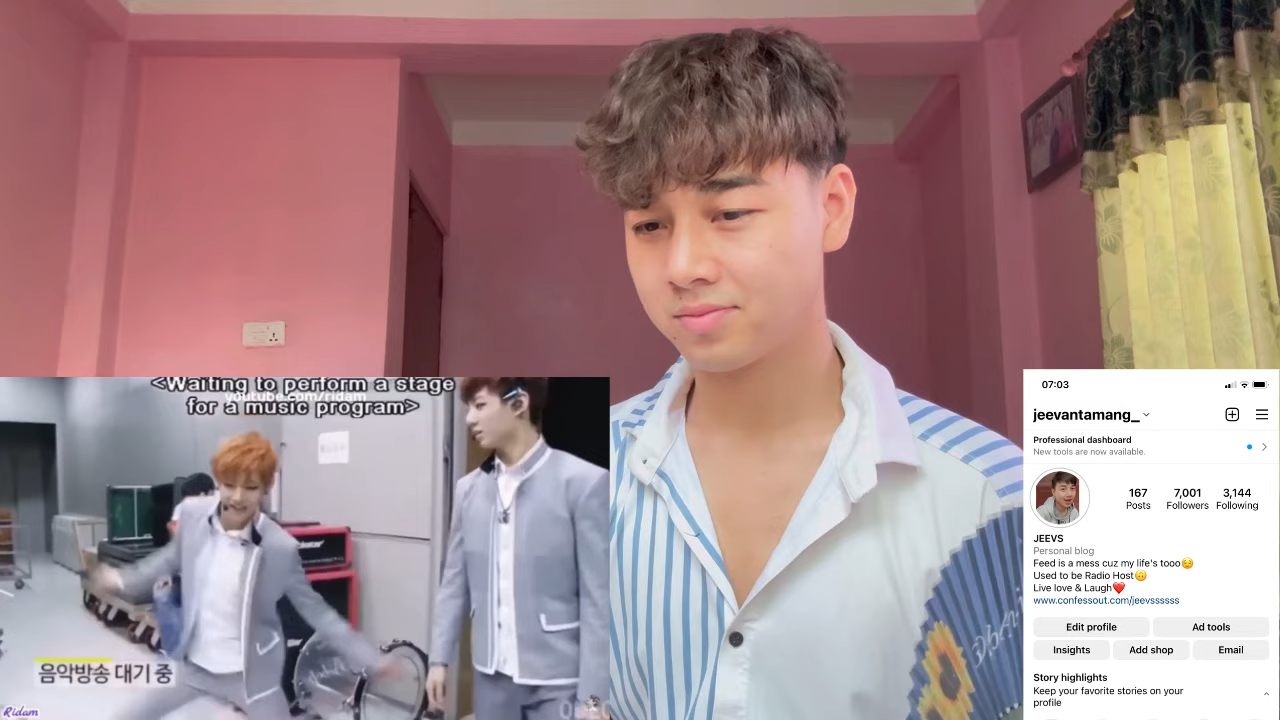 <Waiting to perform a stage
youtube.com/ridam
for a music program>
음악방송 대기 중
Ridam
07:03
jeevantamang_
Professional dashboard
New tools are now available.
167
7,001
3,144
Posts
Followers
Following
JEEVS
Personal blog
Feed is a mess cuz my life's tooo😌
Used to be Radio Host🙃
Live love & Laugh❤️
www.confessout.com/jeevssssss
Edit profile
Ad tools
Insights
Add shop
Email
Story highlights
Keep your favorite stories on your
profile